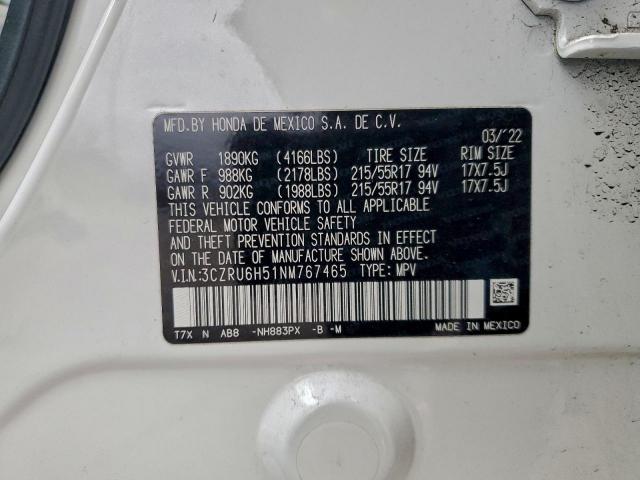 MFD.BY HONDA DE MEXICO S.A. DE C.V.
03/'22
GVWR 1890KG (4166LBS) TIRE SIZE RIM SIZE
GAWR F 988KG (2178LBS) 215/55R17 94V 17X7.5J
GAWR R 902KG (1988LBS) 215/55R17 94V 17X7.5J
THIS VEHICLE CONFORMS TO ALL APPLICABLE
FEDERAL MOTOR VEHICLE SAFETY
AND THEFT PREVENTION STANDARDS IN EFFECT
ON THE DATE OF MANUFACTURE SHOWN ABOVE.
V.I.N.:3CZRU6H51NM767465 TYPE: MPV
T7X N AB8 -NH883PX -B -M
MADE IN MEXICO